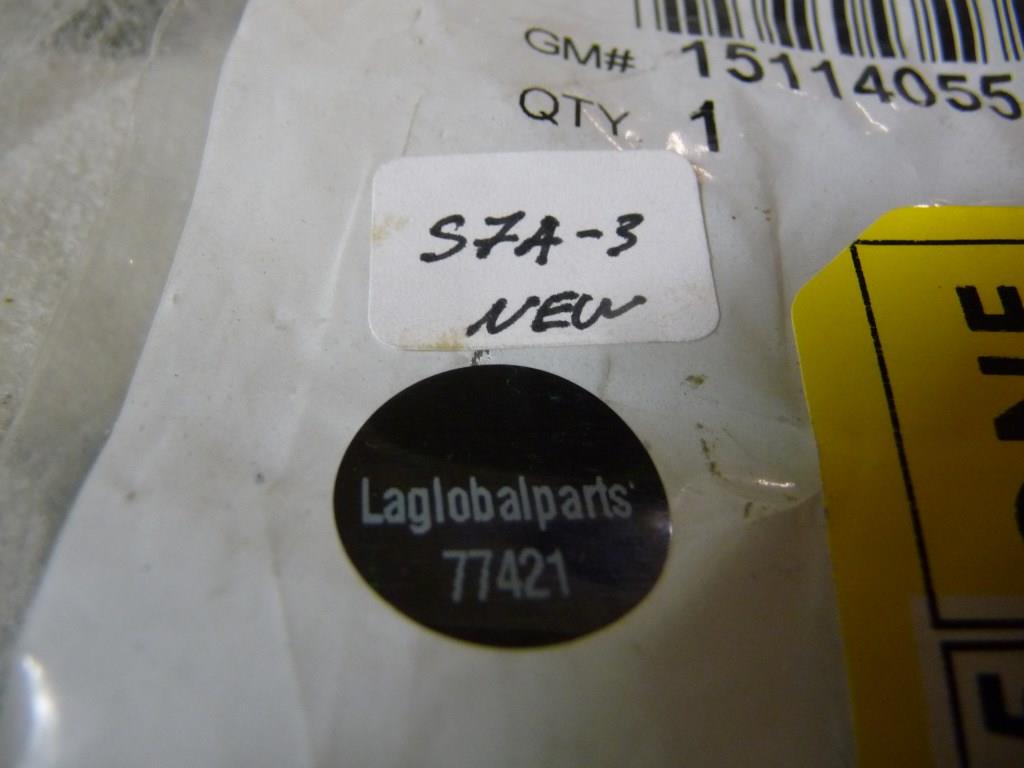 GM# 15114055
QTY 1
S7A-3
NEW
Laglobalparts
77421